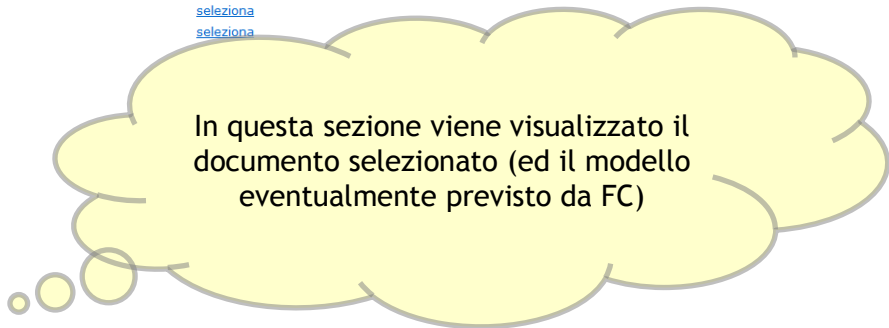 seleziona
seleziona
In questa sezione viene visualizzato il
documento selezionato (ed il modello
eventualmente previsto da FC)